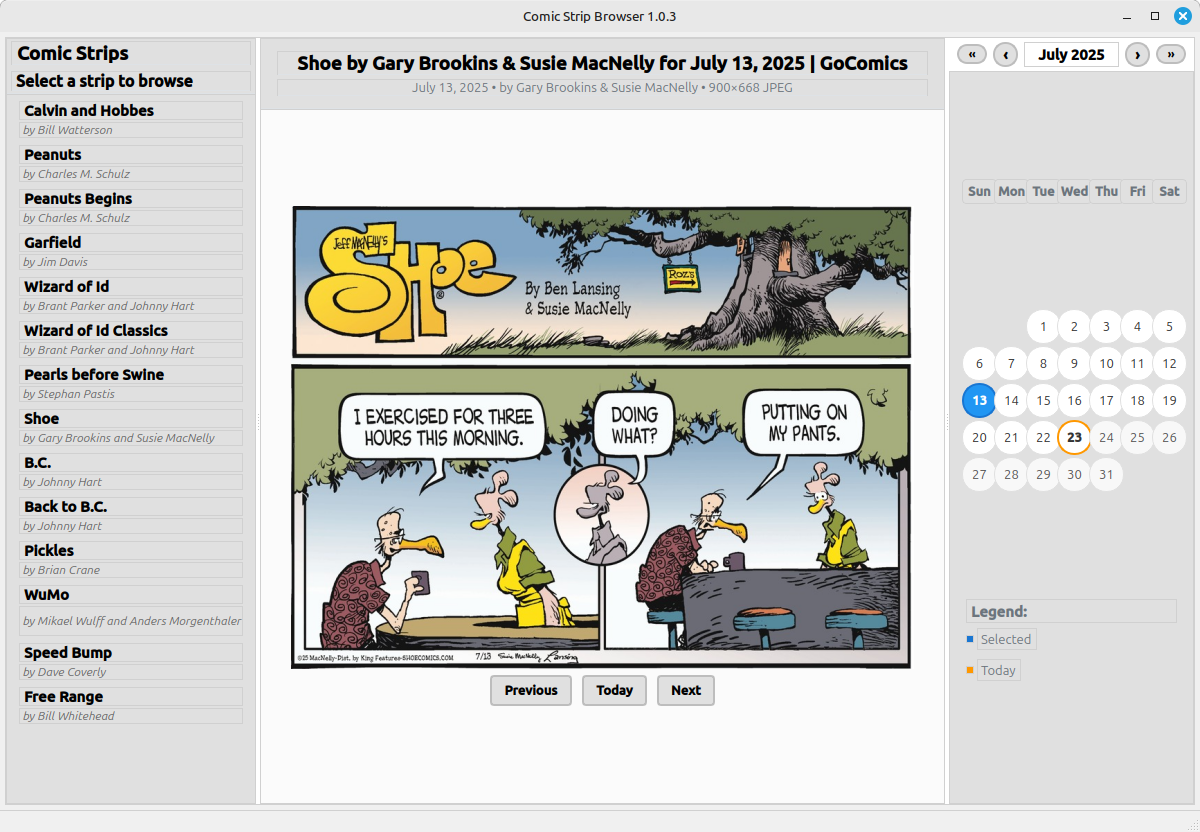 Comic Strip Browser 1.0.3
Comic Strips
Select a strip to browse
Calvin and Hobbes
by Bill Watterson
Peanuts
by Charles M. Schulz
Peanuts Begins
by Charles M. Schulz
Garfield
by Jim Davis
Wizard of Id
by Brant Parker and Johnny Hart
Wizard of Id Classics
by Brant Parker and Johnny Hart
Pearls before Swine
by Stephan Pastis
Shoe
by Gary Brookins and Susie MacNelly
B.C.
by Johnny Hart
Back to B.C.
by Johnny Hart
Pickles
by Brian Crane
WuMo
by Mikael Wulff and Anders Morgenthaler
Speed Bump
by Dave Coverly
Free Range
by Bill Whitehead
Shoe by Gary Brookins & Susie MacNelly for July 13, 2025 | GoComics
July 13, 2025 • by Gary Brookins & Susie MacNelly • 900×668 JPEG
JEFF MACNELLY'S
SHOE
®
By Ben Lansing
& Susie MacNelly
ROZ'S
I EXERCISED FOR THREE
HOURS THIS MORNING.
DOING
WHAT?
PUTTING ON
MY PANTS.
©25 MacNelly-Dist. by King Features-SHOECOMICS.COM
7/13
Susie MacNelly
Lansing
Previous
Today
Next
« ‹ July 2025 › »
Sun Mon Tue Wed Thu Fri Sat
1 2 3 4 5
6 7 8 9 10 11 12
13 14 15 16 17 18 19
20 21 22 23 24 25 26
27 28 29 30 31
Legend:
Selected
Today